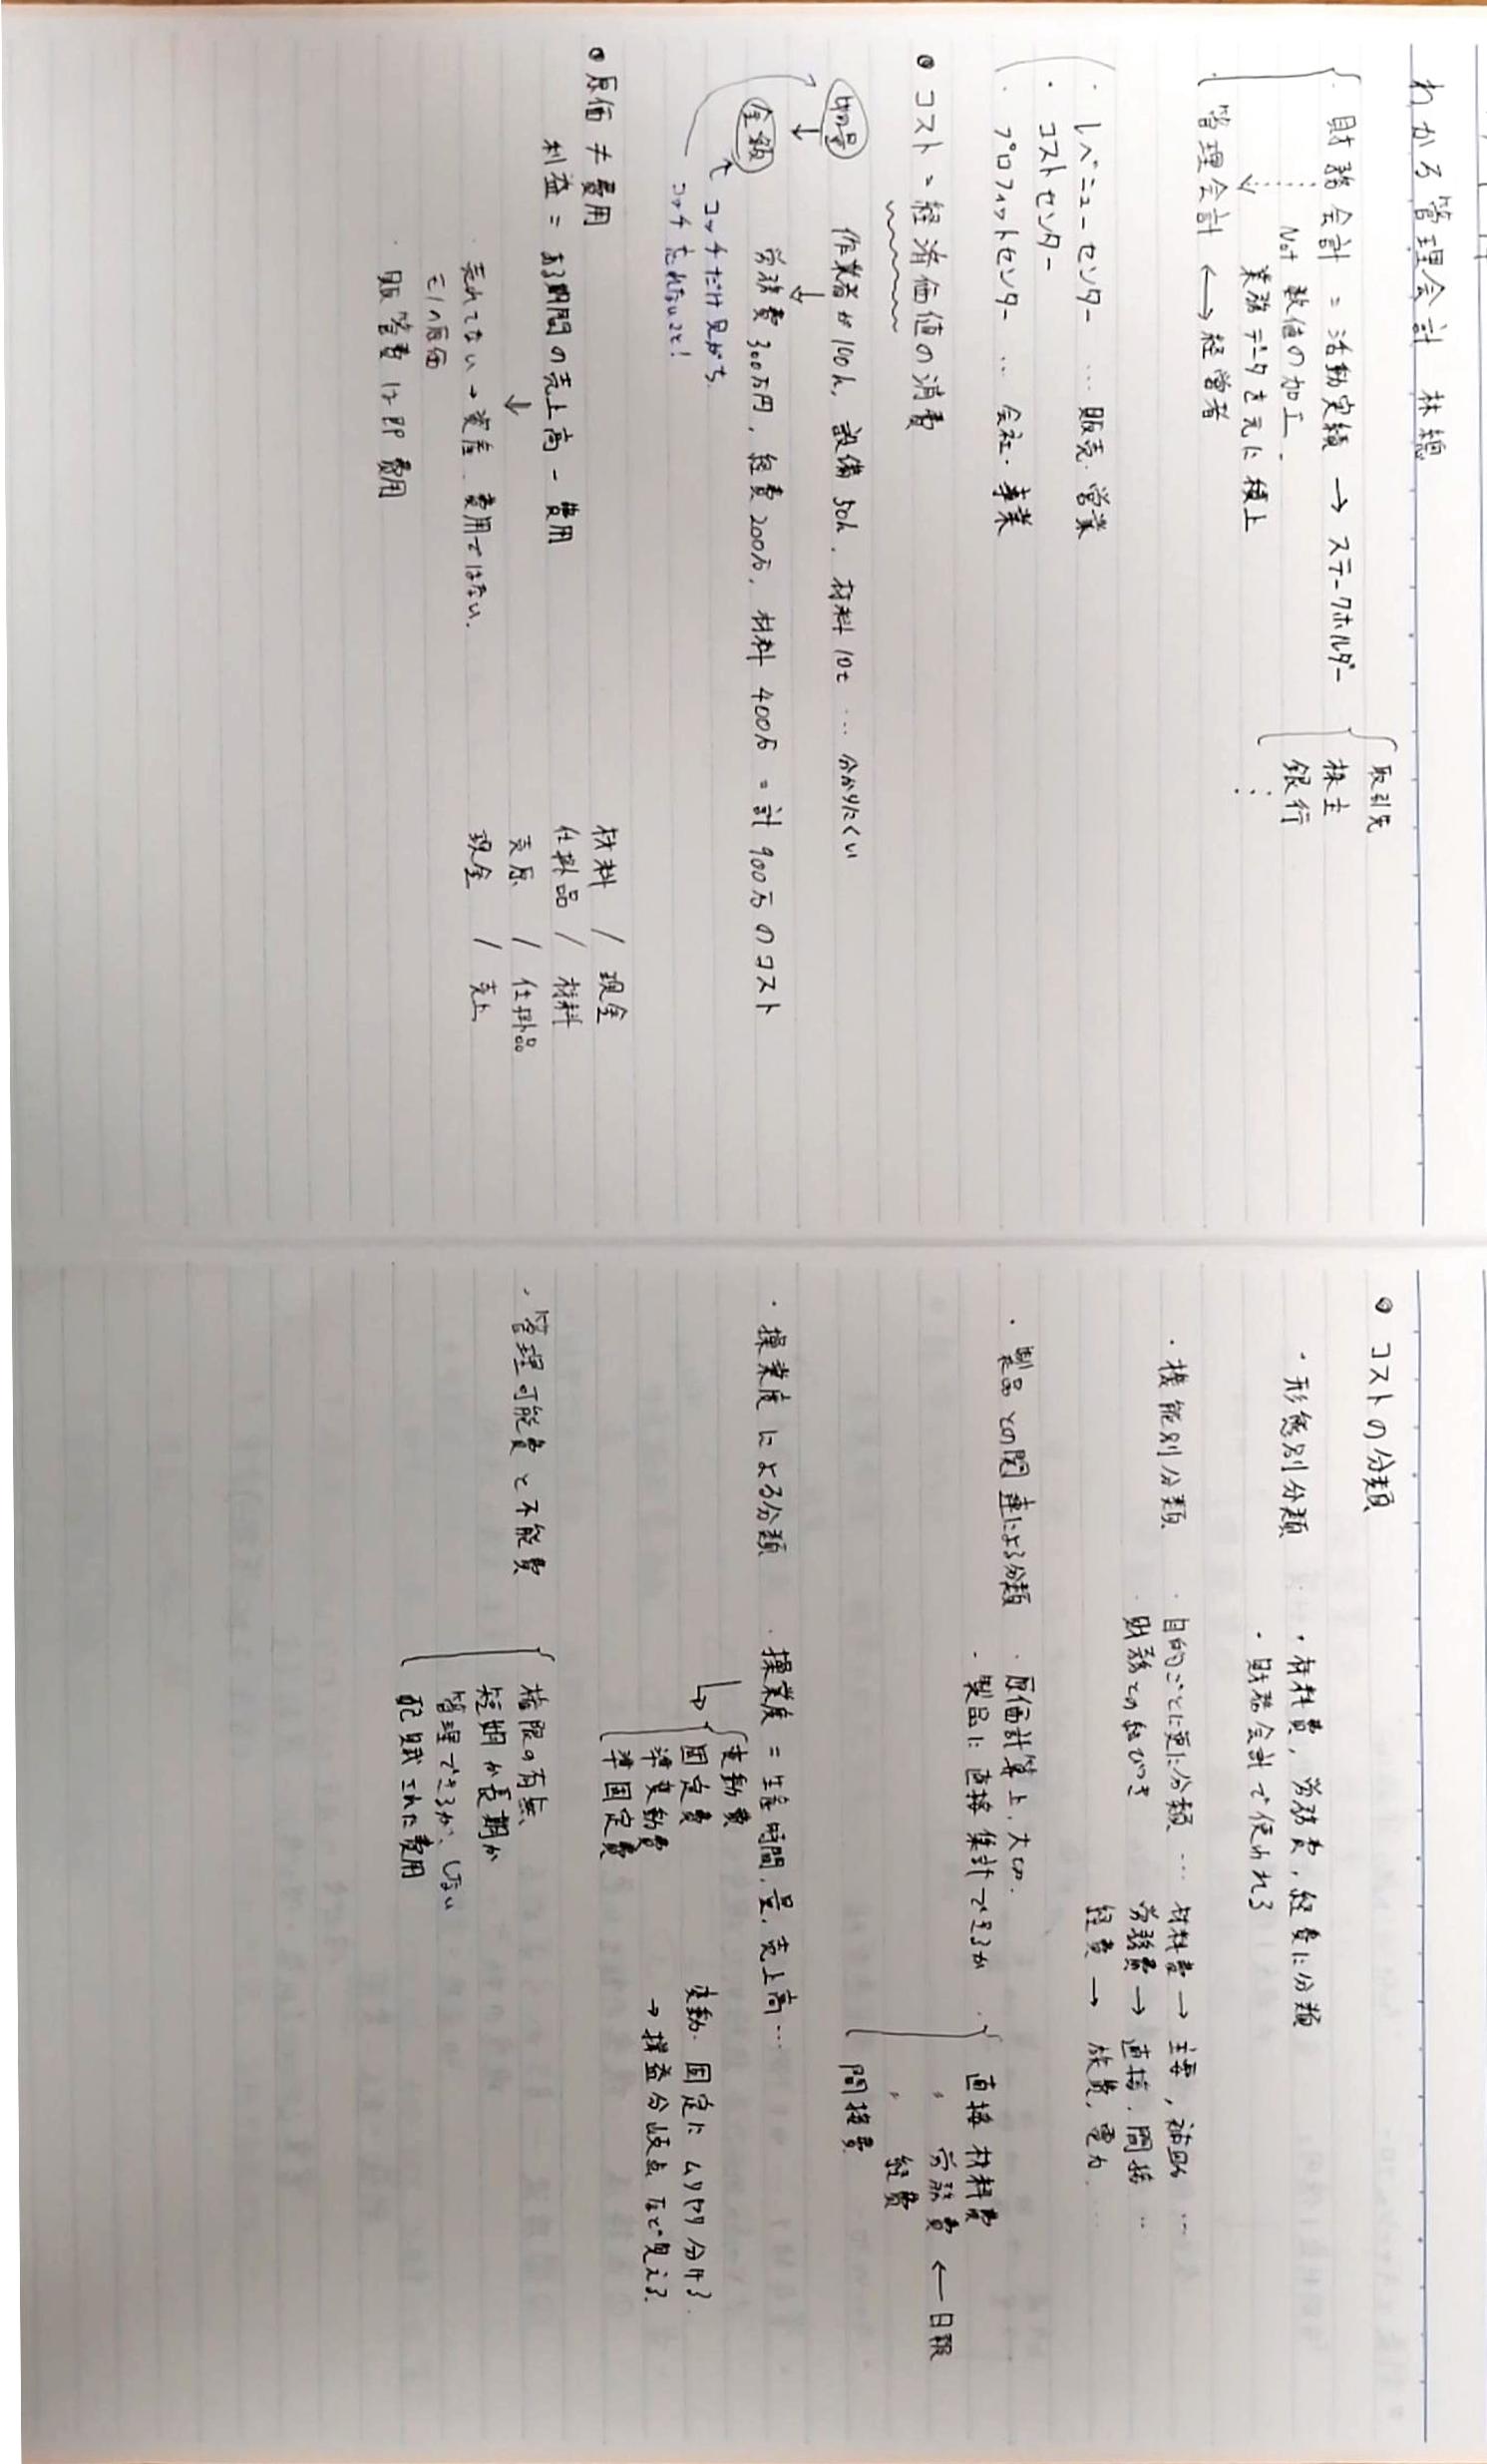 わかる管理会計 林總
・財務会計 = 活動実績 → ステークホルダー
取引先
株主
銀行
⋮
Not 数値の加工.
業務データを元に積上
・管理会計 ←→ 経営者
・レベニューセンター … 販売・営業
・コストセンター
・プロフィットセンター … 会社・事業
◎コスト = 経済価値の消費
物量 作業者が100h, 設備50h, 材料10t … 分かりにくい
↓ ↓
金額 労務費300万円, 経費200万, 材料400万 = 計900万のコスト
↑コッチだけ見がち
コッチ忘れないこと!
◎原価 ≠ 費用
利益 = ある期間の売上高 - 費用
↓
・売れてない → 資産 費用ではない.
モノの原価
・販管費は即費用
材料 / 現金
仕掛品 / 材料
売原 / 仕掛品
現金 / 売上
◎ コストの分類
・形態別分類 ・材料費, 労務費, 経費に分類
・財務会計で使われる
・機能別分類 ・目的ごとに更に分類 … 材料費 → 主要, 補助 …
・財務との結びつき 労務費 → 直接, 間接 …
経費 → 旅費, 電力, …
・製品との関連による分類 ・原価計算上, 大切.
・製品に直接集計できるか 直接 材料費
〃 労務費 ← 日報
〃 経費
間接費
・操業度による分類 ・操業度 = 生産時間, 量, 売上高…
変動費
固定費 変動・固定にムリヤリ分ける.
準変動費 → 損益分岐点など見える.
準固定費
・管理可能費と不能費 権限の有無
短期か長期か
管理できるが、しない
配賦された費用